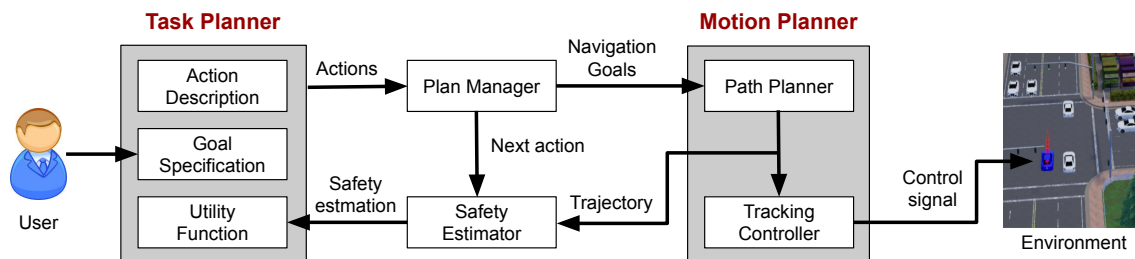 Task Planner
Motion Planner
Action
Description
Goal
Specification
Utility
Function
User
Actions
Plan Manager
Navigation
Goals
Path Planner
Next action
Safety
estmation
Safety
Estimator
Trajectory
Tracking
Controller
Control
signal
Environment